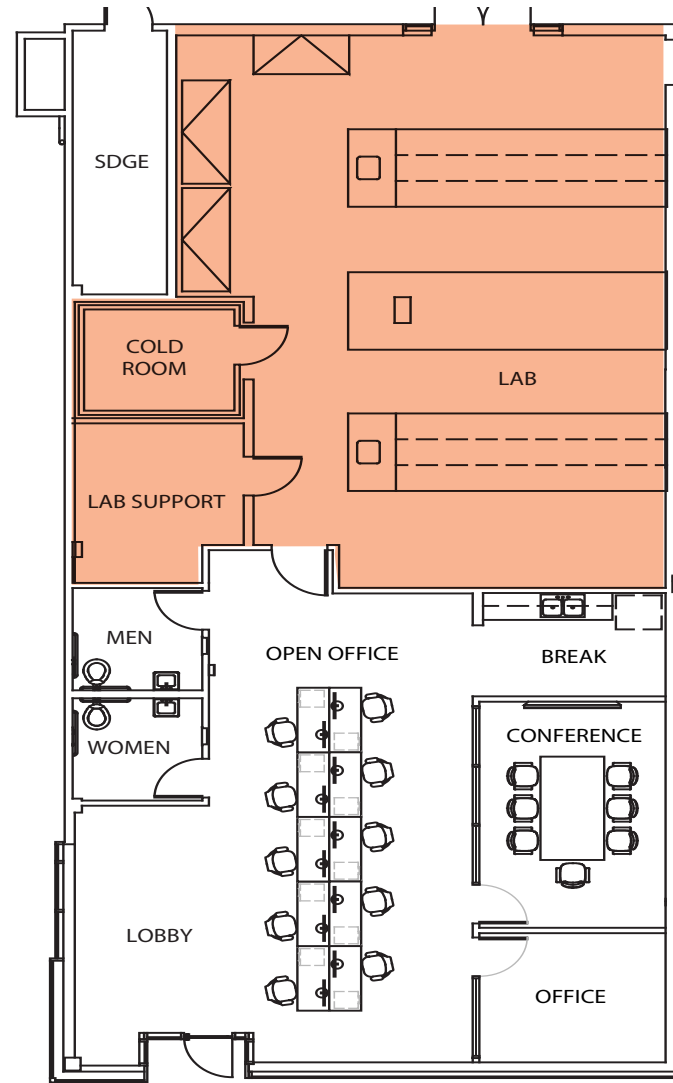 SDGE
COLD
ROOM
LAB
LAB SUPPORT
MEN
OPEN OFFICE
BREAK
WOMEN
CONFERENCE
LOBBY
OFFICE